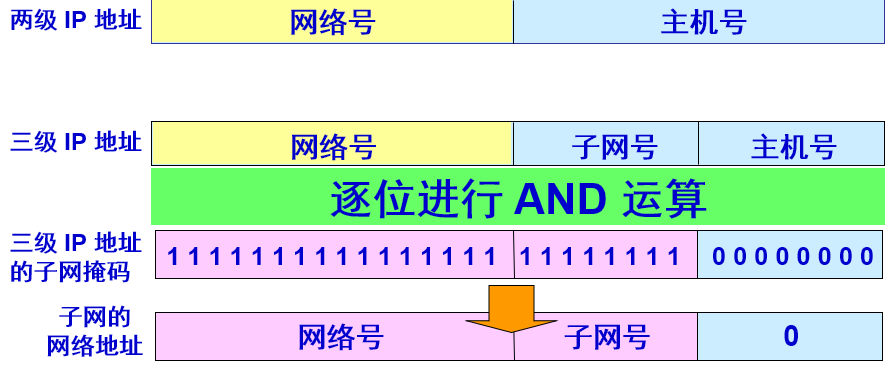 两级 IP 地址 网络号 主机号
三级 IP 地址 网络号 子网号 主机号
逐位进行 AND 运算
三级 IP 地址
的子网掩码
1 1 1 1 1 1 1 1 1 1 1 1 1 1 1 1 1 1 1 1 1 1 1 1 0 0 0 0 0 0 0 0
子网的
网络地址
网络号 子网号 0